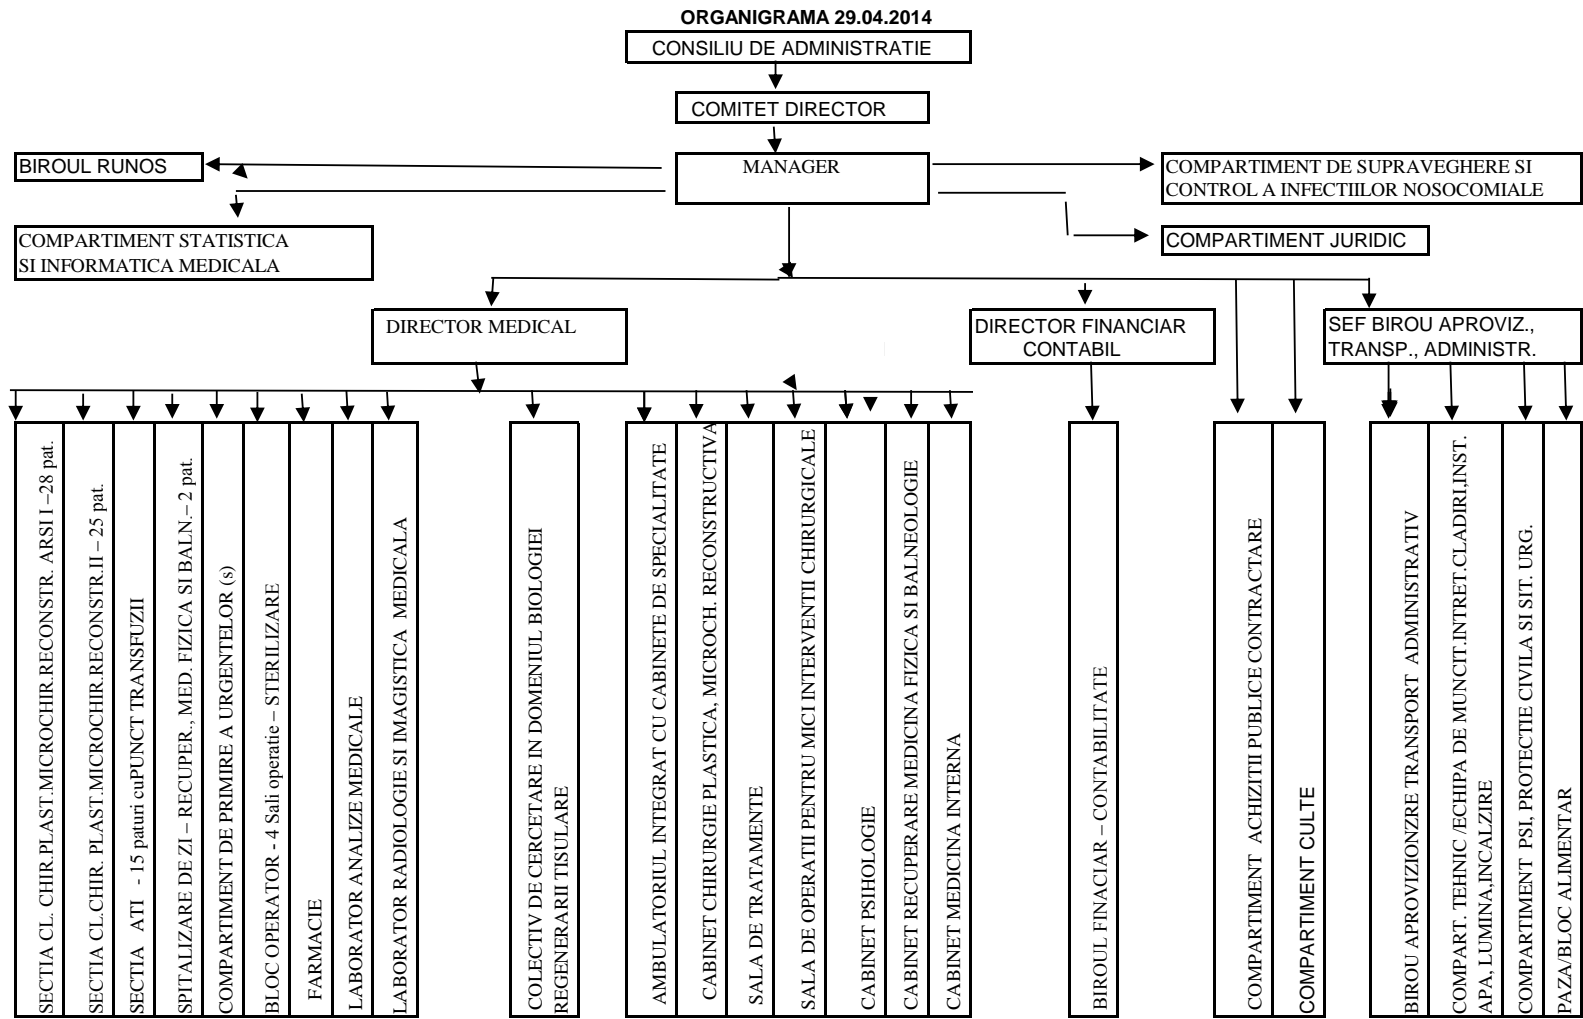 ORGANIGRAMA 29.04.2014
CONSILIU DE ADMINISTRATIE
COMITET DIRECTOR
BIROUL RUNOS
MANAGER
COMPARTIMENT DE SUPRAVEGHERE SI
CONTROL A INFECTIILOR NOSOCOMIALE
COMPARTIMENT STATISTICA
SI INFORMATICA MEDICALA
COMPARTIMENT JURIDIC
DIRECTOR MEDICAL
DIRECTOR FINANCIAR
CONTABIL
SEF BIROU APROVIZ.,
TRANSP., ADMINISTR.
SECTIA CL. CHIR.PLAST.MICROCHIR.RECONSTR. ARSI I –28 pat.
SECTIA CL.CHIR. PLAST.MICROCHIR.RECONSTR.II – 25 pat.
SECTIA ATI - 15 paturi cuPUNCT TRANSFUZII
SPITALIZARE DE ZI – RECUPER., MED. FIZICA SI BALN.– 2 pat.
COMPARTIMENT DE PRIMIRE A URGENTELOR (s)
BLOC OPERATOR - 4 Sali operatie – STERILIZARE
FARMACIE
LABORATOR ANALIZE MEDICALE
LABORATOR RADIOLOGIE SI IMAGISTICA MEDICALA
COLECTIV DE CERCETARE IN DOMENIUL BIOLOGIEI
REGENERARII TISULARE
AMBULATORIUL INTEGRAT CU CABINETE DE SPECIALITATE
CABINET CHIRURGIE PLASTICA, MICROCH. RECONSTRUCTIVA
SALA DE TRATAMENTE
SALA DE OPERATII PENTRU MICI INTERVENTII CHIRURGICALE
CABINET PSIHOLOGIE
CABINET RECUPERARE MEDICINA FIZICA SI BALNEOLOGIE
CABINET MEDICINA INTERNA
BIROUL FINACIAR – CONTABILITATE
COMPARTIMENT ACHIZITII PUBLICE CONTRACTARE
COMPARTIMENT CULTE
BIROU APROVIZIONZRE TRANSPORT ADMINISTRATIV
COMPART. TEHNIC /ECHIPA DE MUNCIT.INTRET.CLADIRI,INST.
APA, LUMINA,INCALZIRE
COMPARTIMENT PSI, PROTECTIE CIVILA SI SIT. URG.
PAZA/BLOC ALIMENTAR